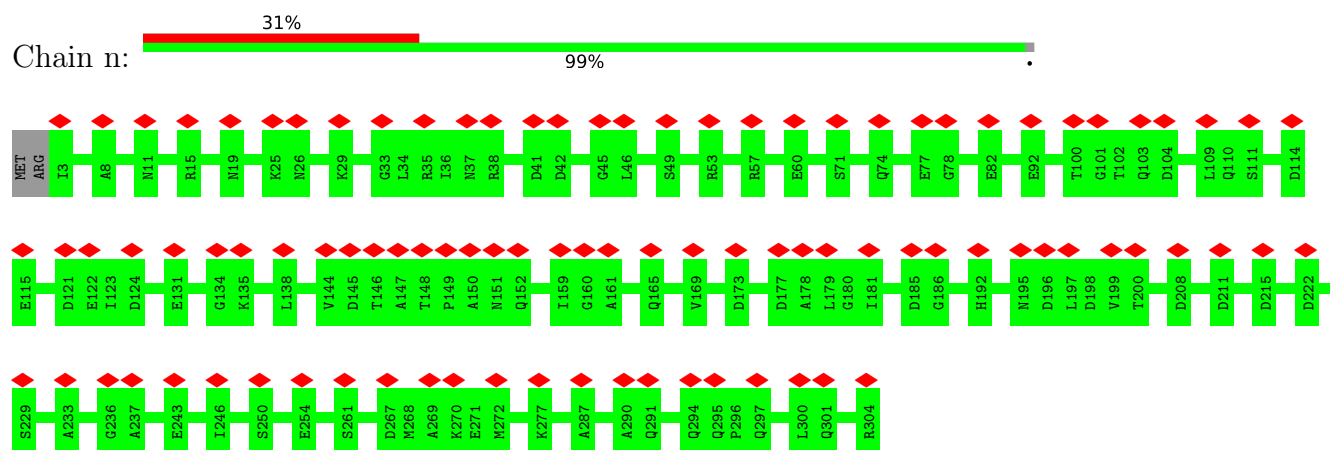 31%
Chain n:
99%
.
MET ARG I3 A8 N11 R15 N19 K25 N26 K29 G33 L34 R35 I36 N37 R38 D41 D42 G45 L46 S49 R53 R57 E60 S71 Q74 E77 G78 E82 E92 T100 G101 T102 Q103 D104 L109 Q110 S111 D114
E115 D121 E122 I123 D124 E131 G134 K135 L138 V144 D145 T146 A147 T148 P149 A150 N151 Q152 I159 G160 A161 Q165 V169 D173 D177 A178 L179 G180 I181 D185 G186 H192 N195 D196 L197 D198 V199 T200 D208 D211 D215 D222
S229 A233 G236 A237 E243 I246 S250 E254 S261 D267 M268 A269 K270 E271 M272 K277 A287 A290 Q291 Q294 Q295 P296 Q297 L300 Q301 R304